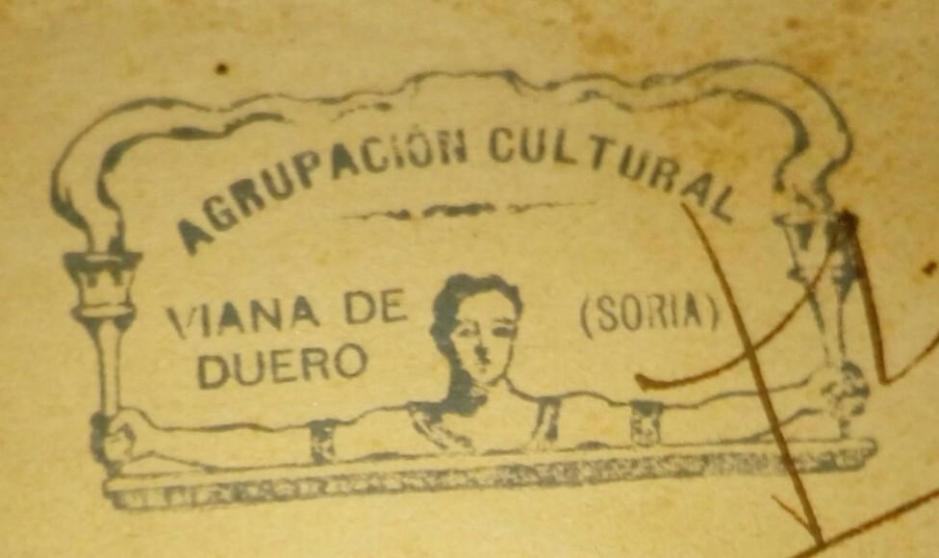 AGRUPACIÓN CULTURAL
VIANA DE
DUERO
(SORIA)